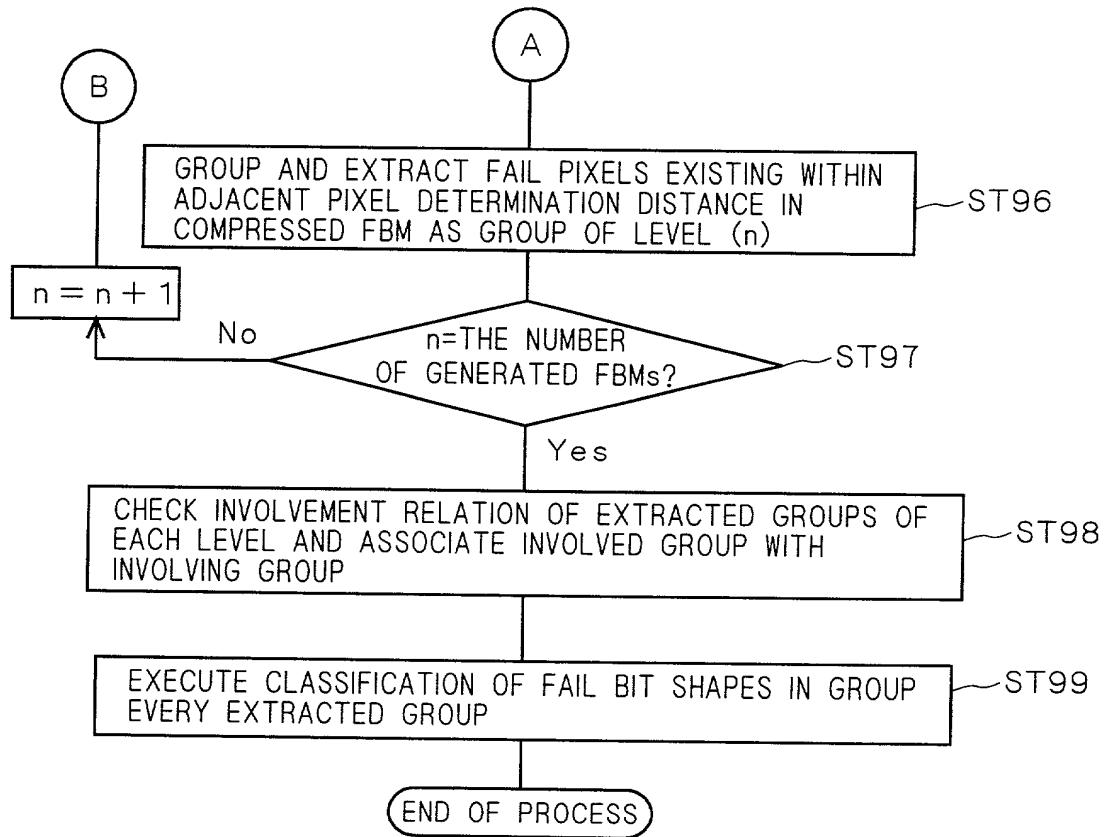 A
B
GROUP AND EXTRACT FAIL PIXELS EXISTING WITHIN
ADJACENT PIXEL DETERMINATION DISTANCE IN
COMPRESSED FBM AS GROUP OF LEVEL (n)
ST96
n = n + 1
No
n=THE NUMBER
OF GENERATED FBMs?
ST97
Yes
CHECK INVOLVEMENT RELATION OF EXTRACTED GROUPS OF
EACH LEVEL AND ASSOCIATE INVOLVED GROUP WITH
INVOLVING GROUP
ST98
EXECUTE CLASSIFICATION OF FAIL BIT SHAPES IN GROUP
EVERY EXTRACTED GROUP
ST99
END OF PROCESS